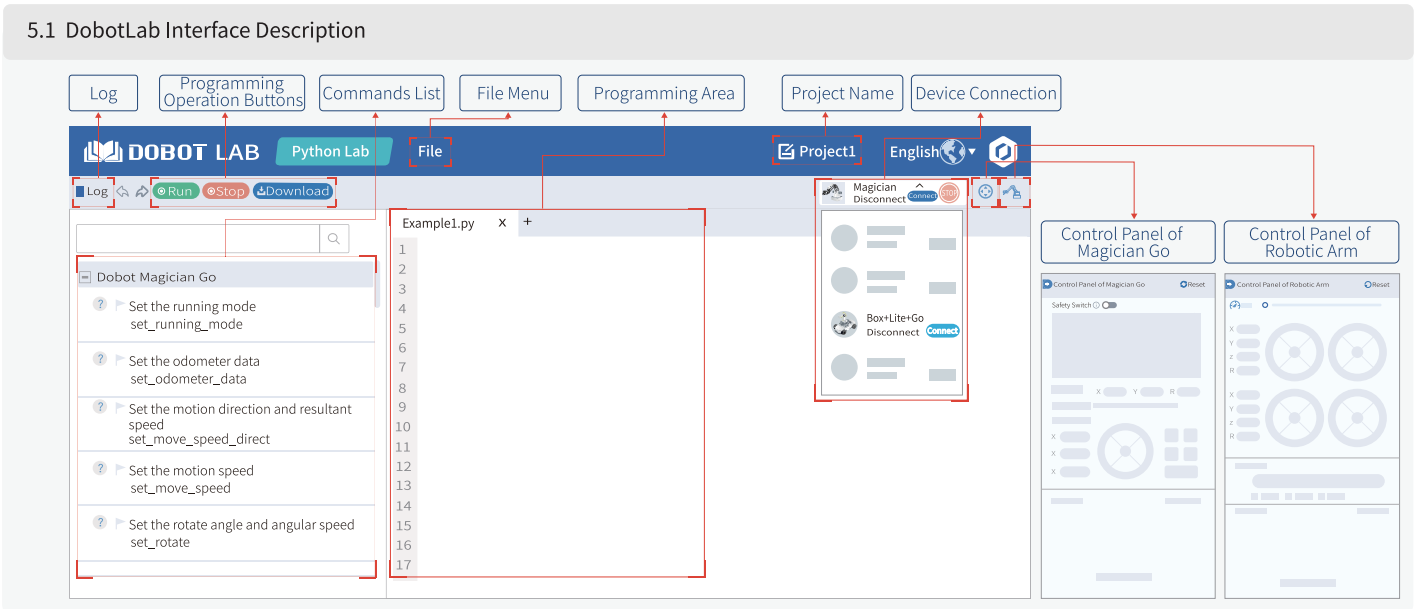 5.1 DobotLab Interface Description
Log
Programming
Operation Buttons
Commands List
File Menu
Programming Area
Project Name
Device Connection
DOBOT LAB
Python Lab
File
Project1
English
Log
Run
Stop
Download
Magician
Disconnect
Connect
STOP
Example1.py X +
Dobot Magician Go
? Set the running mode
set_running_mode
? Set the odometer data
set_odometer_data
? Set the motion direction and resultant
speed
set_move_speed_direct
? Set the motion speed
set_move_speed
? Set the rotate angle and angular speed
set_rotate
1
2
3
4
5
6
7
8
9
10
11
12
13
14
15
16
17
Box+Lite+Go
Disconnect
Connect
Control Panel of
Magician Go
Control Panel of Magician Go Reset
Safety Switch
X Y R
X
X
X
Control Panel of
Robotic Arm
Control Panel of Robotic Arm Reset
X
Y
Z
R
X
Y
Z
R